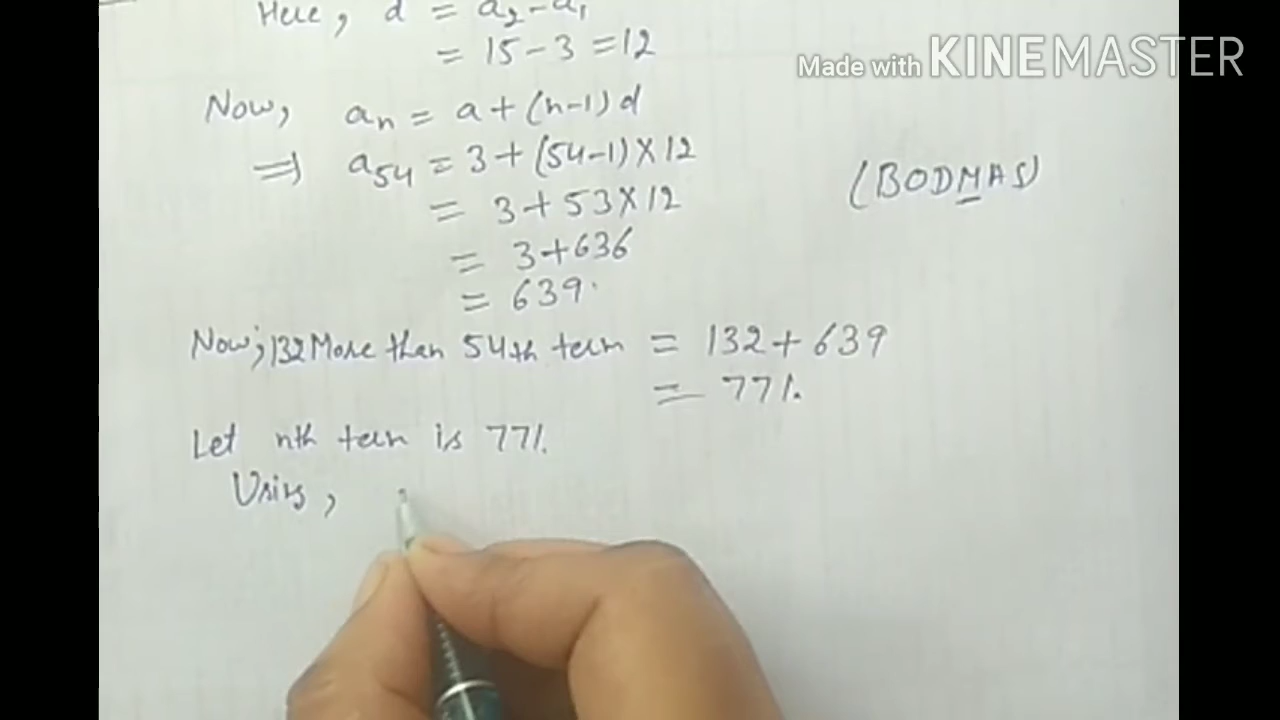 Here, d = a₂-a₁
= 15-3 =12
Made with KINEMASTER
Now, aₙ = a+(n-1)d
⇒ a₅₄ = 3+(54-1)×12
(BODMAS)
= 3+53×12
= 3+636
= 639.
Now, 132 More than 54th term = 132+639
= 771.
Let nth term is 771.
Using,